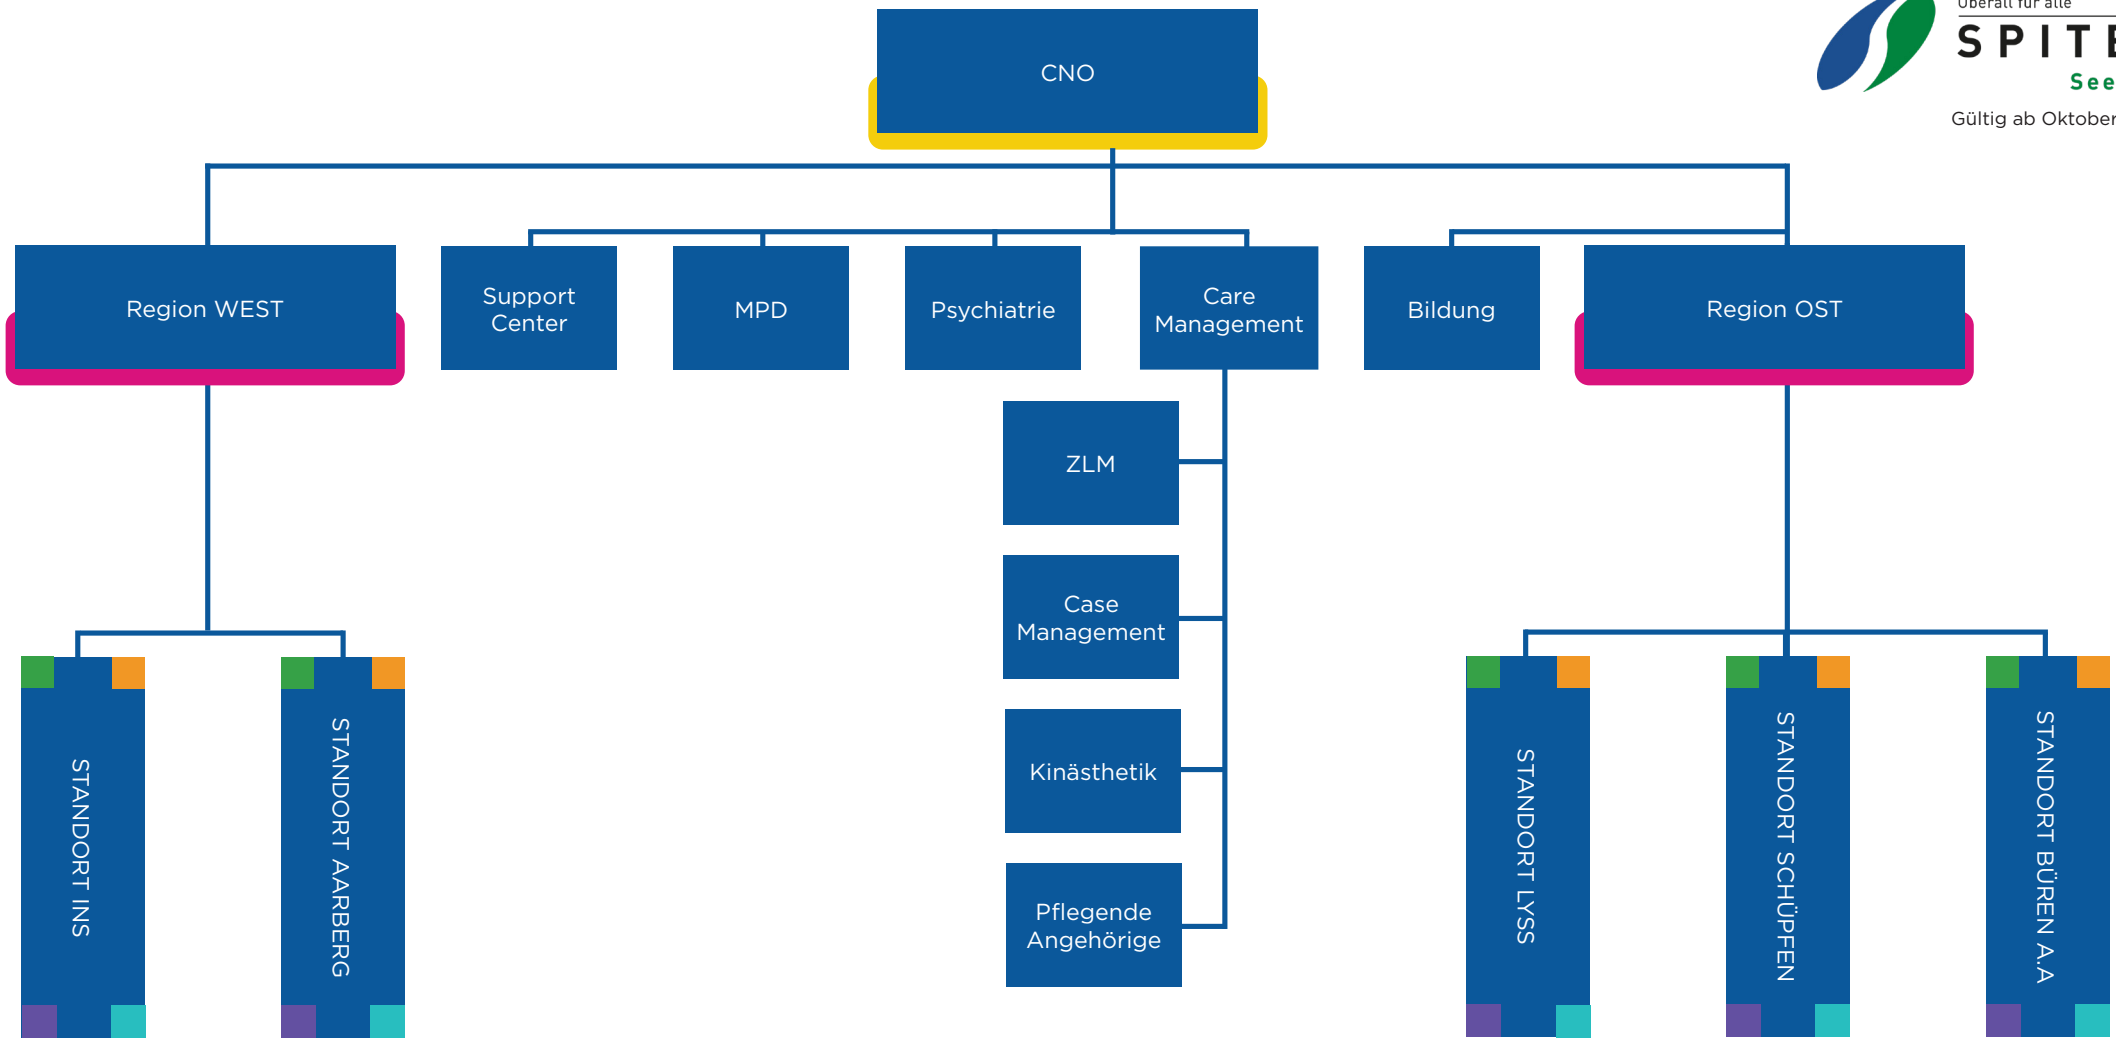 Überall für alle
SPITE
See
Gültig ab Oktober
CNO
Region WEST
Support
Center
MPD
Psychiatrie
Care
Management
Bildung
Region OST
ZLM
Case
Management
Kinästhetik
Pflegende
Angehörige
STANDORT INS
STANDORT AARBERG
STANDORT LYSS
STANDORT SCHÜPFEN
STANDORT BÜREN A.A